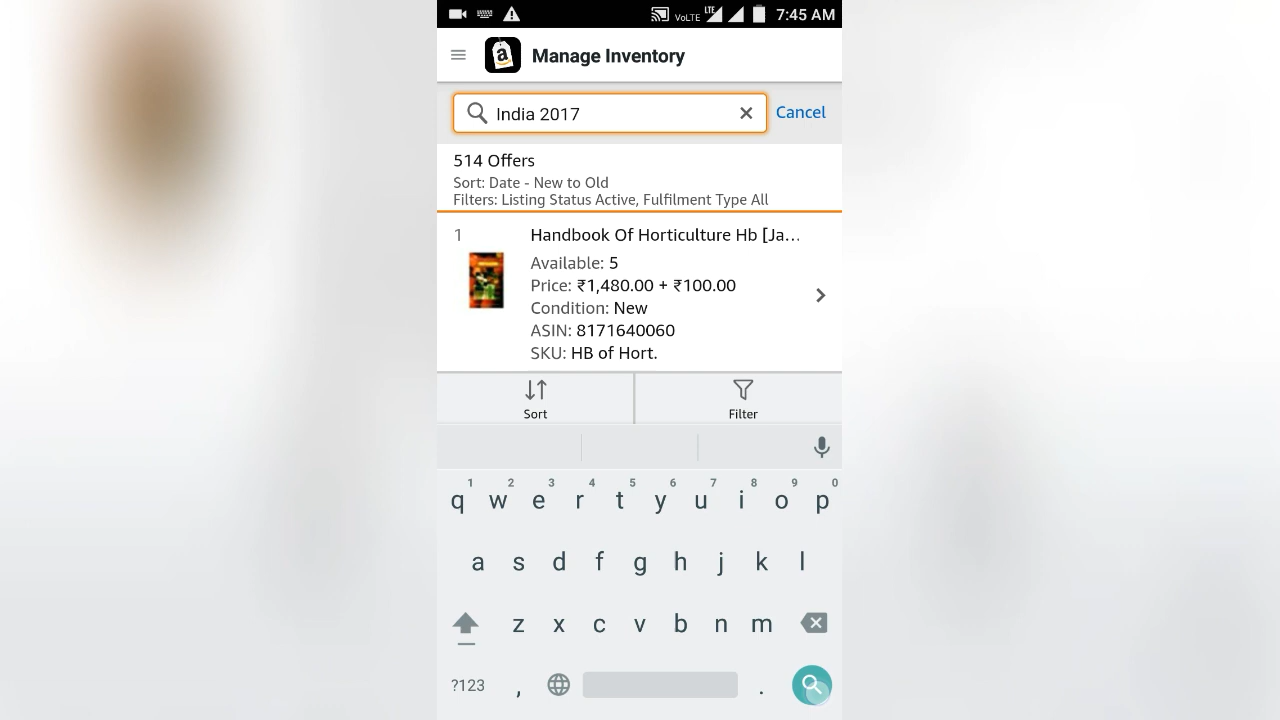 VoLTE LTE 7:45 AM
Manage Inventory
India 2017
Cancel
514 Offers
Sort: Date - New to Old
Filters: Listing Status Active, Fulfilment Type All
1
Handbook Of Horticulture Hb [Ja...
Available: 5
Price: ₹1,480.00 + ₹100.00
Condition: New
ASIN: 8171640060
SKU: HB of Hort.
Sort
Filter
1 2 3 4 5 6 7 8 9 0
q w e r t y u i o p
a s d f g h j k l
z x c v b n m
?123 , .